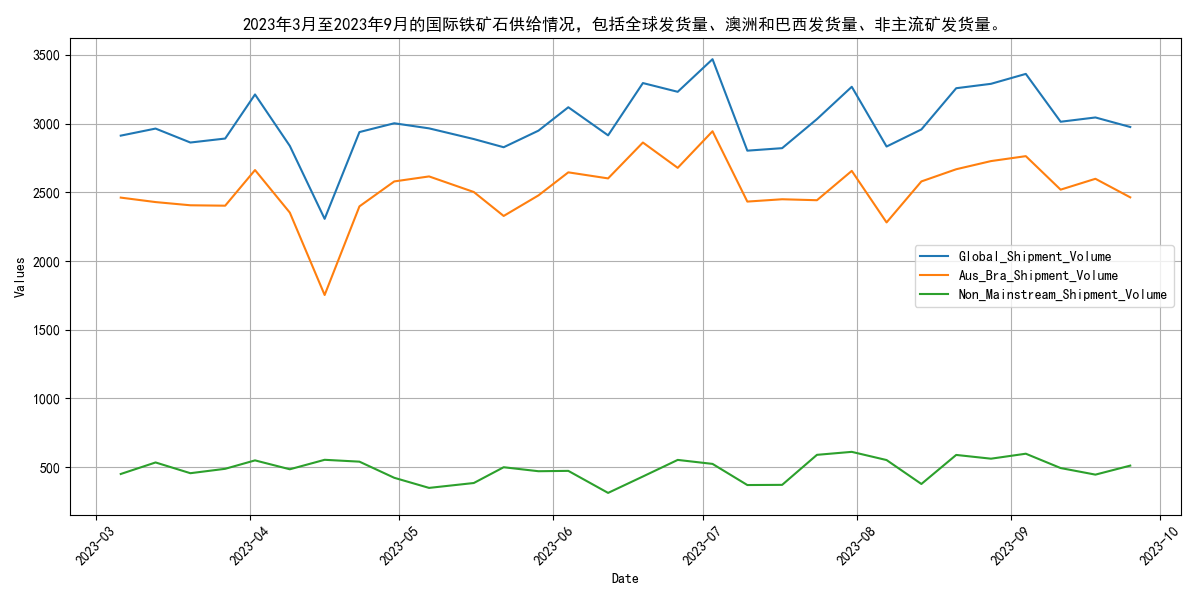 2023年3月至2023年9月的国际铁矿石供给情况，包括全球发货量、澳洲和巴西发货量、非主流矿发货量。
3500
3000
2500
2000
1500
1000
500
Values
Global_Shipment_Volume
Aus_Bra_Shipment_Volume
Non_Mainstream_Shipment_Volume
2023-03
2023-04
2023-05
2023-06
2023-07
2023-08
2023-09
2023-10
Date